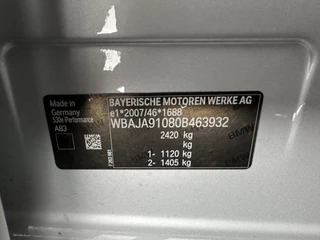 Made in
Germany
530e Performance
AB3
BAYERISCHE MOTOREN WERKE AG
e1*2007/46*1688
WBAJA91080B463932
2420 kg
kg
1- 1120 kg
2- 1405 kg
BMW